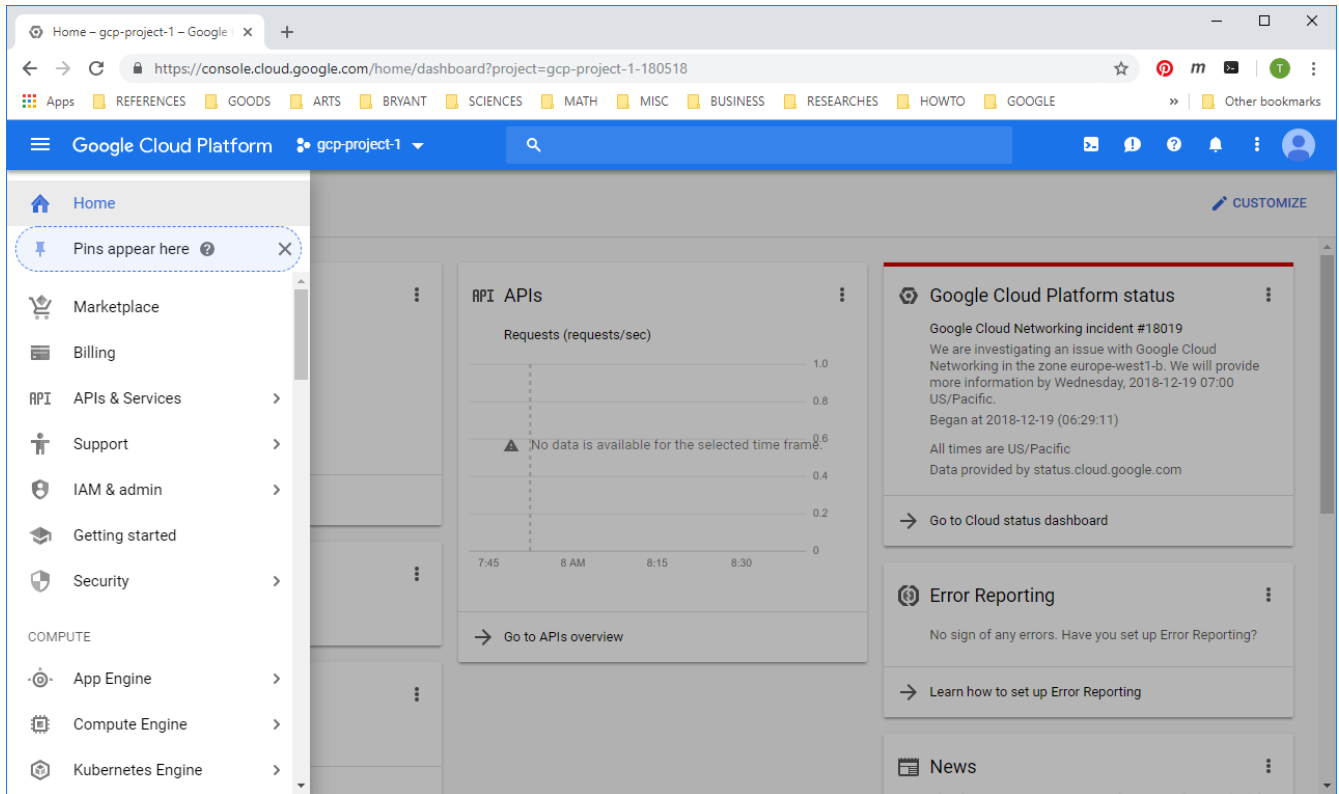 Home – gcp-project-1 – Google
https://console.cloud.google.com/home/dashboard?project=gcp-project-1-180518
T
Apps REFERENCES GOODS ARTS BRYANT SCIENCES MATH MISC BUSINESS RESEARCHES HOWTO GOOGLE » Other bookmarks
Google Cloud Platform gcp-project-1
Home
CUSTOMIZE
Pins appear here
Marketplace
Billing
API APIs & Services
Support
IAM & admin
Getting started
Security
COMPUTE
App Engine
Compute Engine
Kubernetes Engine
API APIs
Requests (requests/sec)
1.0
0.8
No data is available for the selected time frame.
0.6
0.4
0.2
0
7:45 8 AM 8:15 8:30
Go to APIs overview
Google Cloud Platform status
Google Cloud Networking incident #18019
We are investigating an issue with Google Cloud
Networking in the zone europe-west1-b. We will provide
more information by Wednesday, 2018-12-19 07:00
US/Pacific.
Began at 2018-12-19 (06:29:11)
All times are US/Pacific
Data provided by status.cloud.google.com
Go to Cloud status dashboard
Error Reporting
No sign of any errors. Have you set up Error Reporting?
Learn how to set up Error Reporting
News